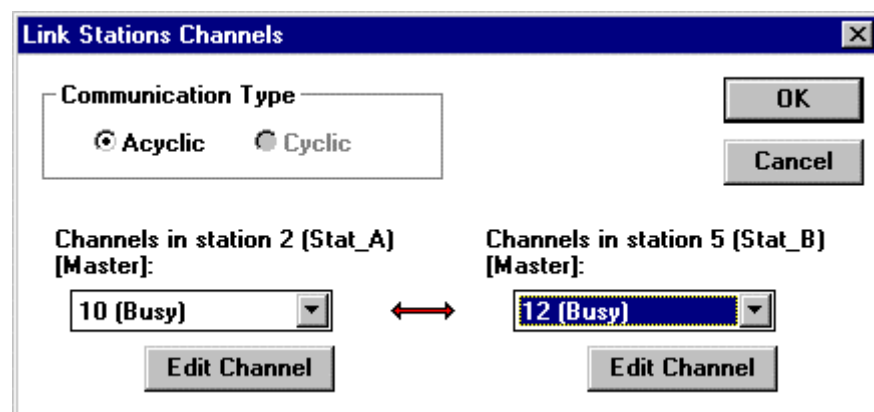 Link Stations Channels
Communication Type
Acyclic Cyclic
OK
Cancel
Channels in station 2 (Stat_A)
[Master]:
10 (Busy)
Edit Channel
Channels in station 5 (Stat_B)
[Master]:
12 (Busy)
Edit Channel